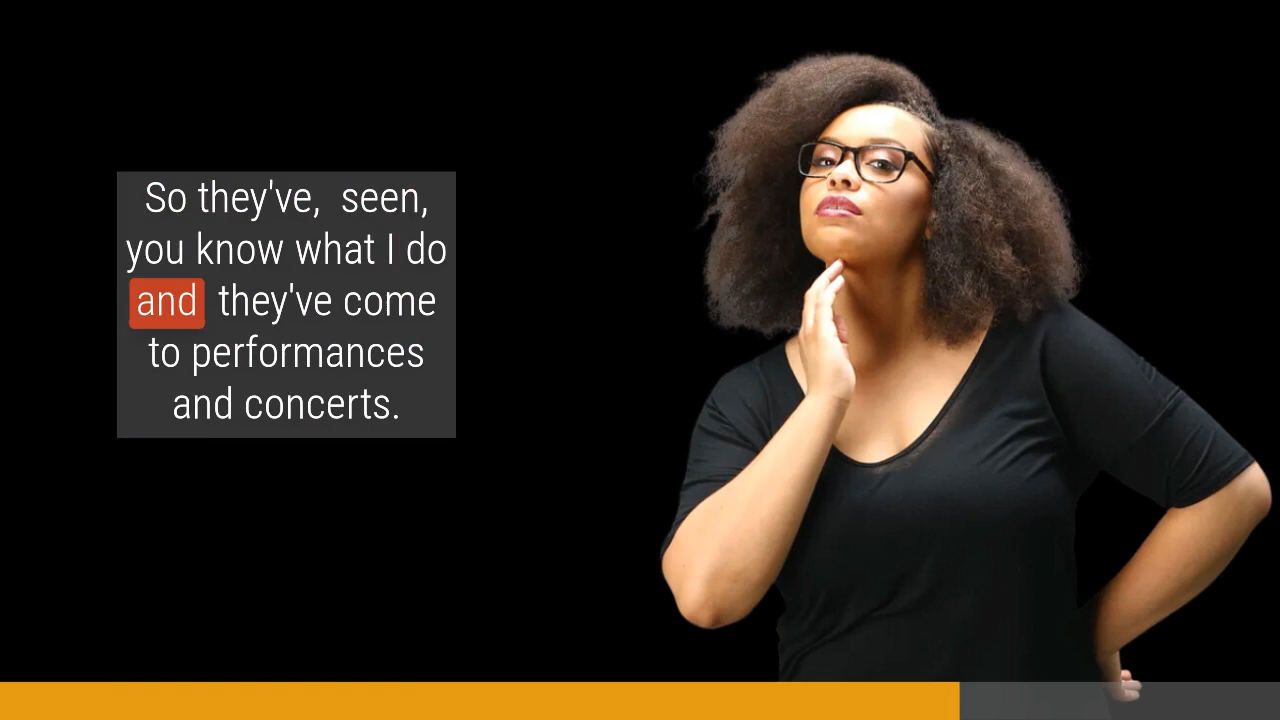 So they've,  seen,
you know what I do
and  they've come
to performances
and concerts.